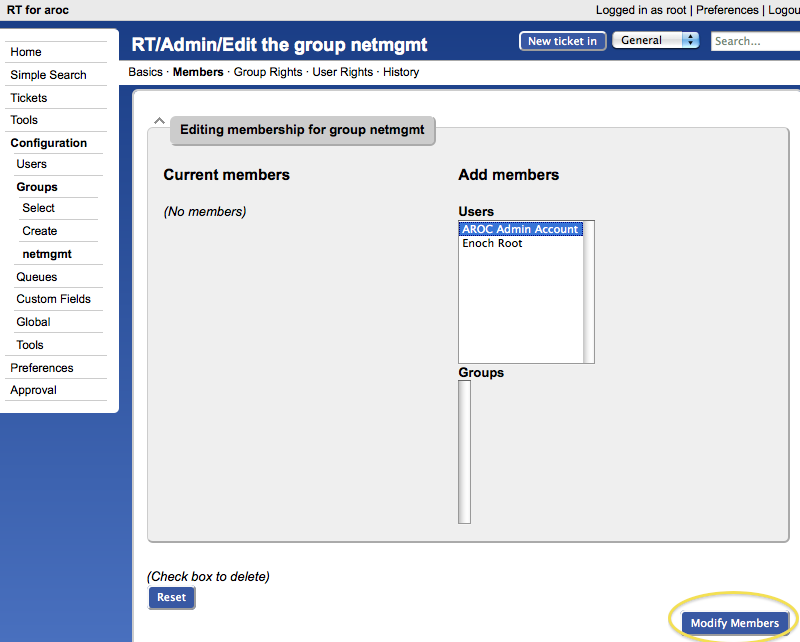 RT for aroc
Logged in as root | Preferences | Logou
RT/Admin/Edit the group netmgmt
New ticket in
General
Search...
Basics · Members · Group Rights · User Rights · History
Home
Simple Search
Tickets
Tools
Configuration
Users
Groups
Select
Create
netmgmt
Queues
Custom Fields
Global
Tools
Preferences
Approval
Editing membership for group netmgmt
Current members
(No members)
Add members
Users
AROC Admin Account
Enoch Root
Groups
(Check box to delete)
Reset
Modify Members